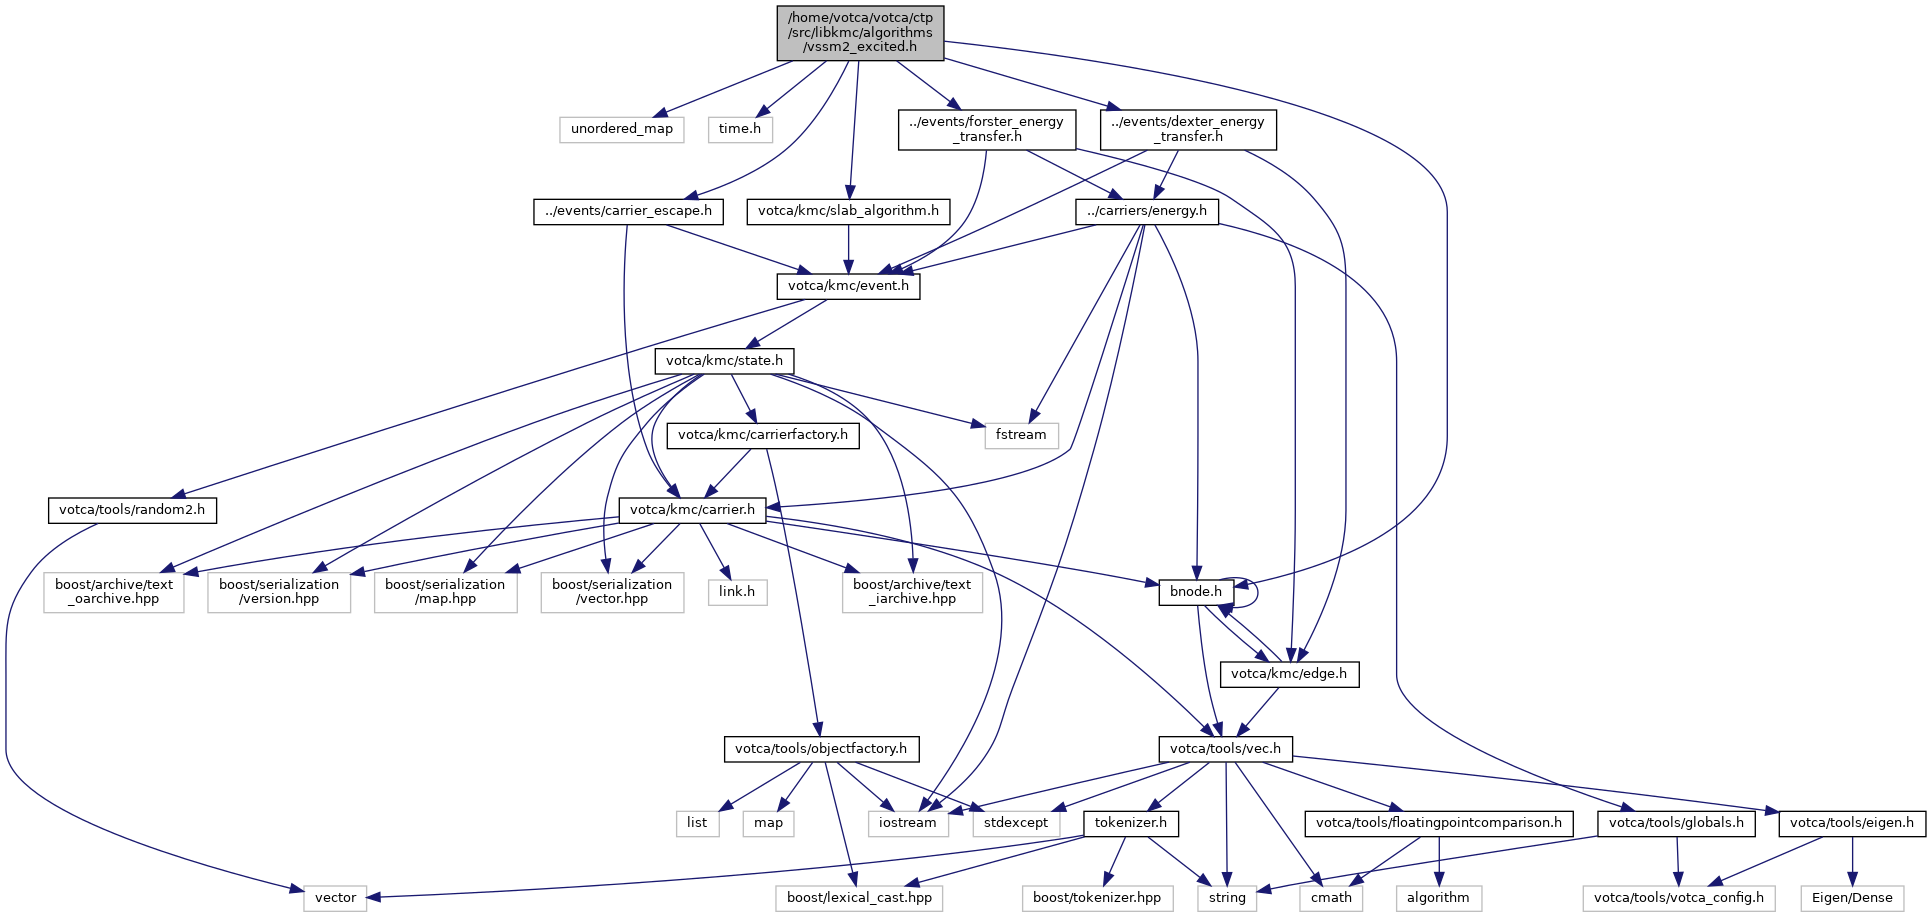 /home/votca/votca/ctp
/src/libkmc/algorithms
/vssm2_excited.h
unordered_map
time.h
../events/forster_energy
_transfer.h
../events/dexter_energy
_transfer.h
../events/carrier_escape.h
votca/kmc/slab_algorithm.h
../carriers/energy.h
votca/kmc/event.h
votca/kmc/state.h
votca/kmc/carrierfactory.h
fstream
votca/tools/random2.h
votca/kmc/carrier.h
boost/archive/text
_oarchive.hpp
boost/serialization
/version.hpp
boost/serialization
/map.hpp
boost/serialization
/vector.hpp
link.h
boost/archive/text
_iarchive.hpp
bnode.h
votca/kmc/edge.h
votca/tools/objectfactory.h
votca/tools/vec.h
list
map
iostream
stdexcept
tokenizer.h
votca/tools/floatingpointcomparison.h
votca/tools/globals.h
votca/tools/eigen.h
vector
boost/lexical_cast.hpp
boost/tokenizer.hpp
string
cmath
algorithm
votca/tools/votca_config.h
Eigen/Dense